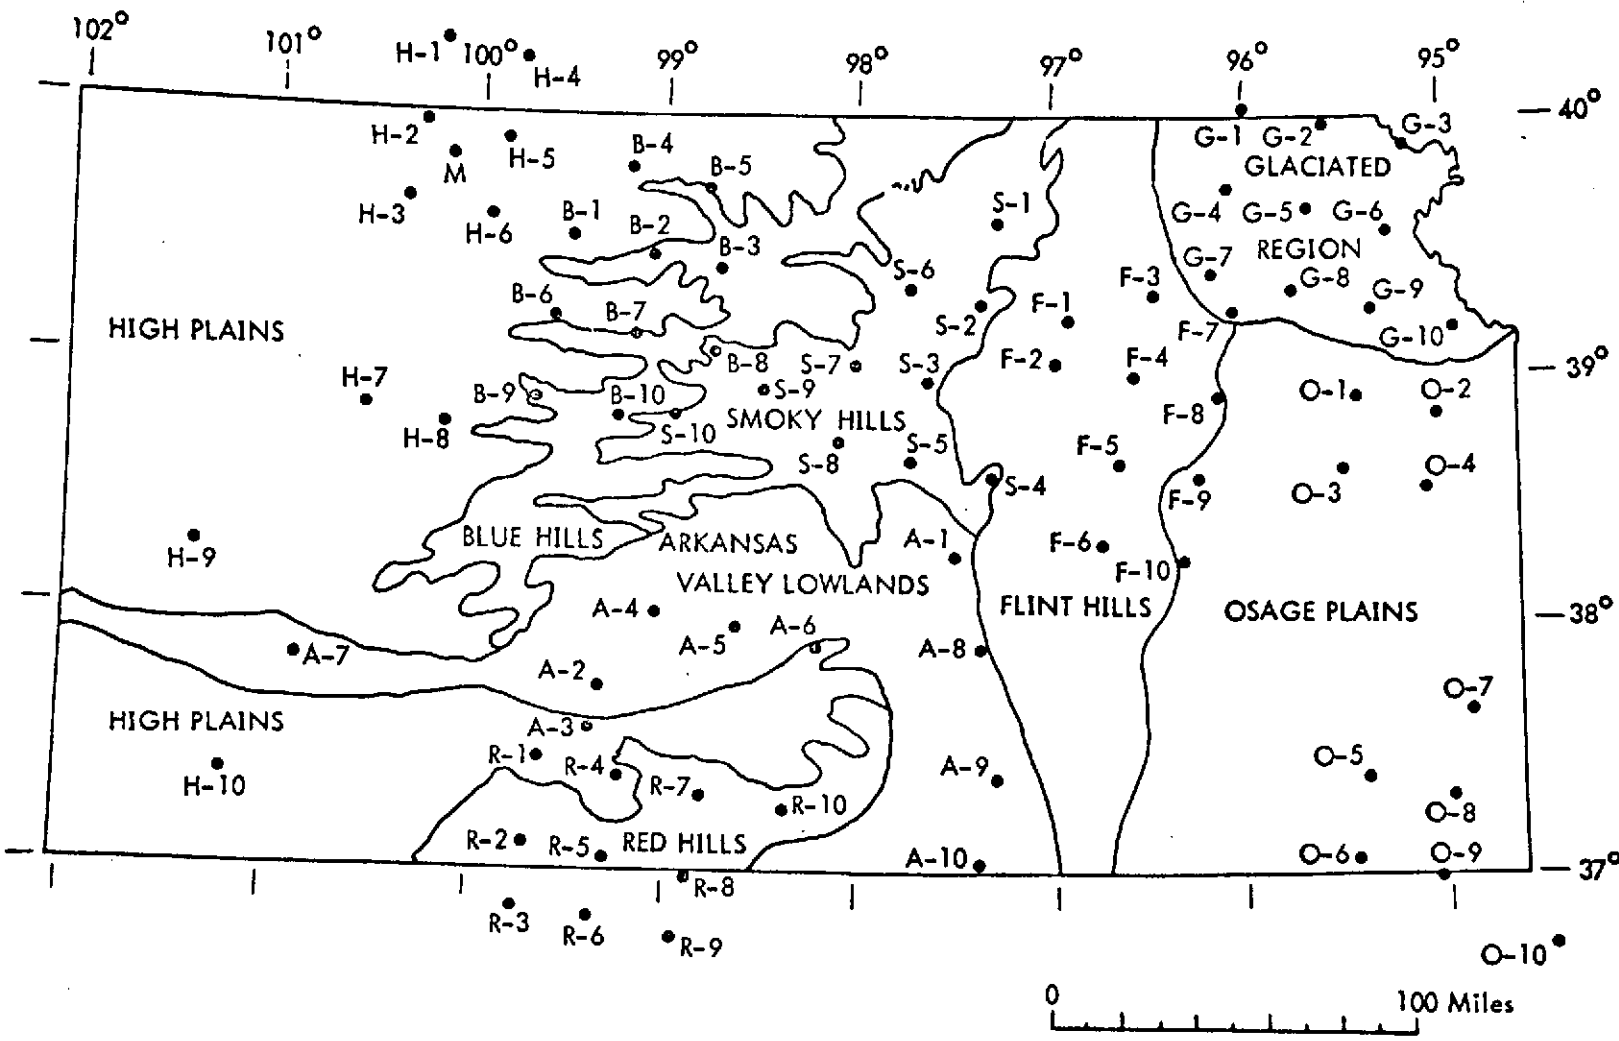 102°
101°
H-1
100°
H-4
99°
98°
97°
96°
95°
40°
H-2
H-5
M
B-4
B-5
G-1
G-2
G-3
GLACIATED
H-3
H-6
B-1
B-2
B-3
S-1
G-4
G-5
G-6
REGION
S-6
F-3
G-7
G-8
G-9
HIGH PLAINS
B-6
B-7
S-2
F-1
F-7
G-10
H-7
B-8
S-7
S-3
F-2
F-4
39°
B-9
B-10
S-9
O-1
O-2
H-8
S-10
SMOKY HILLS
F-8
S-8
S-5
F-5
O-4
S-4
F-9
O-3
H-9
BLUE HILLS
ARKANSAS
A-1
F-6
F-10
VALLEY LOWLANDS
FLINT HILLS
OSAGE PLAINS
38°
A-4
A-5
A-6
A-7
A-8
A-2
O-7
HIGH PLAINS
A-3
R-1
R-4
R-7
A-9
O-5
H-10
R-10
O-8
R-2
R-5
RED HILLS
A-10
O-6
O-9
37°
R-8
R-3
R-6
R-9
O-10
0
100 Miles